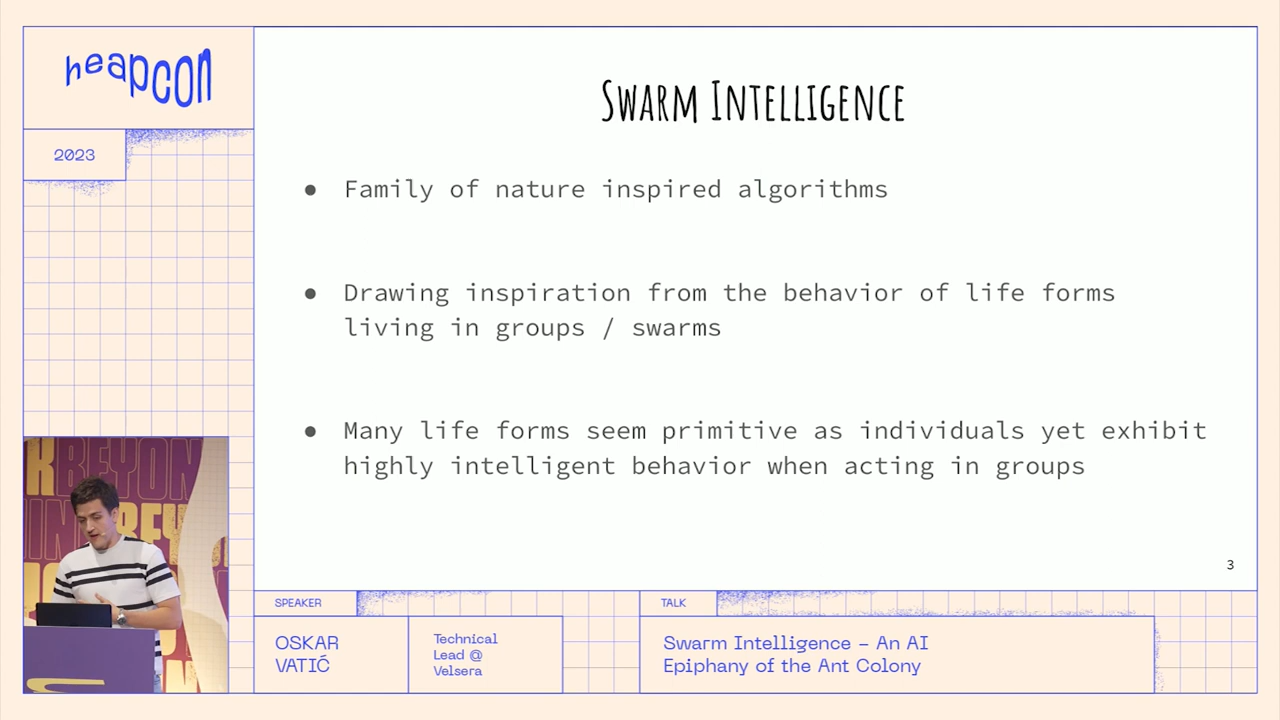 heapcon
2023
Swarm Intelligence
● Family of nature inspired algorithms
● Drawing inspiration from the behavior of life forms
living in groups / swarms
● Many life forms seem primitive as individuals yet exhibit
highly intelligent behavior when acting in groups
3
KBEYON
SPEAKER
OSKAR
VATIĆ
Technical
Lead @
Velsera
TALK
Swarm Intelligence – An AI
Epiphany of the Ant Colony